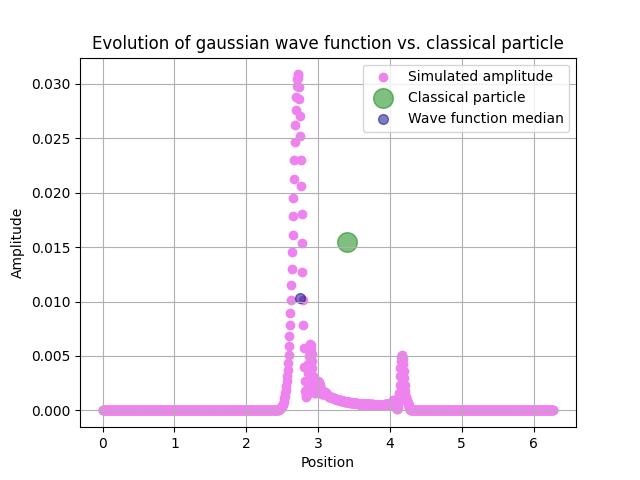 Evolution of gaussian wave function vs. classical particle
Simulated amplitude
Classical particle
Wave function median
0.030
0.025
0.020
0.015
0.010
0.005
0.000
Amplitude
0 1 2 3 4 5 6
Position